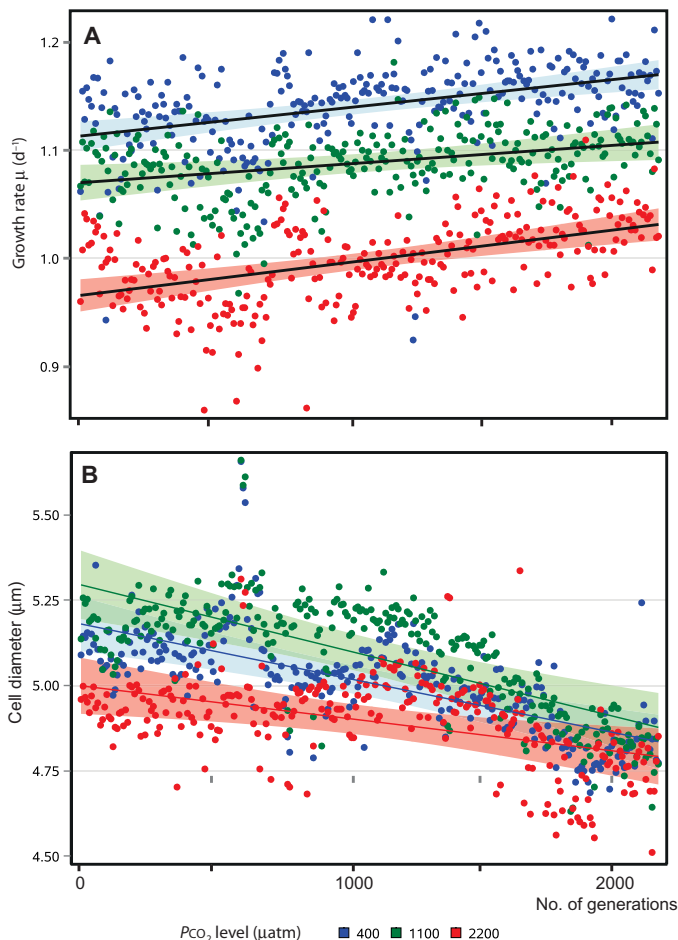 A
1.2
1.1
1.0
0.9
Growth rate μ (d⁻¹)
B
5.50
5.25
5.00
4.75
4.50
Cell diameter (μm)
0 1000 2000
No. of generations
PCO₂ level (μatm) 400 1100 2200